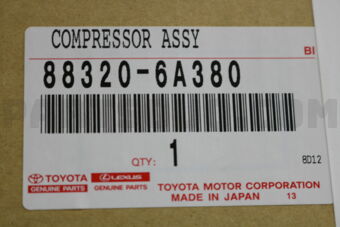 COMPRESSOR ASSY
BI
88320-6A380
QTY: 1
8D12
TOYOTA LEXUS
GENUINE PARTS GENUINE PARTS
TOYOTA MOTOR CORPORATION
MADE IN JAPAN 13